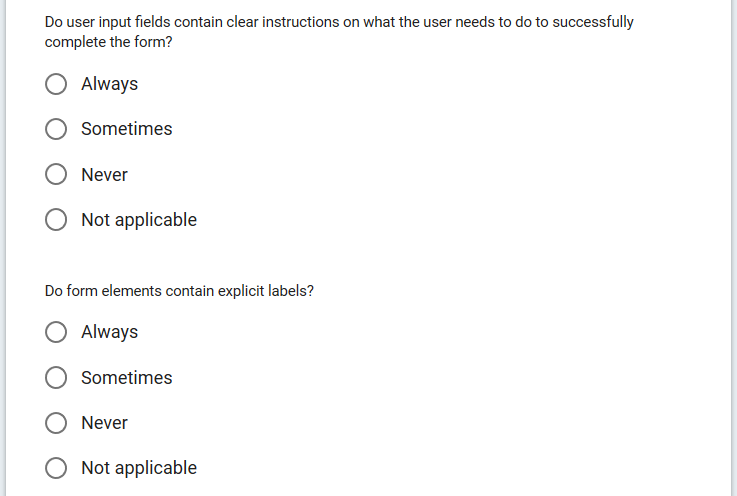 Do user input fields contain clear instructions on what the user needs to do to successfully
complete the form?
Always
Sometimes
Never
Not applicable
Do form elements contain explicit labels?
Always
Sometimes
Never
Not applicable